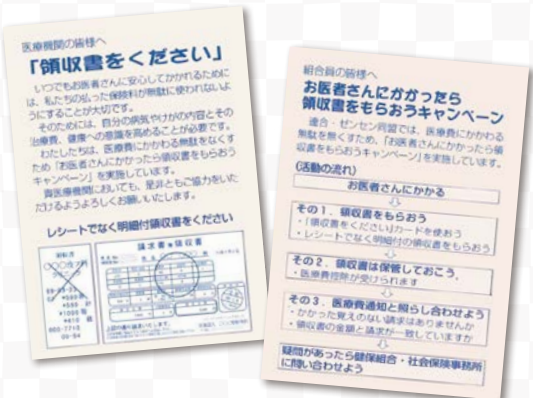 医療機関の皆様へ
「領収書をください」
いつでもお医者さんに安心してかかれるために
は、私たちの払った保険料が無駄に使われないよ
うにすることが大切です。
そのためには、自分の病気やけがの内容とその
治療費、健康への意識を高めることが必要です。
わたしたちは、医療費にかかわる無駄をなくす
ため「お医者さんにかかったら領収書をもらおう
キャンペーン」を実施しています。
貴医療機関においても、是非ともご協力をいた
だけるようよろしくお願いいたします。
レシートでなく明細付領収書をください
請求書兼領収書
組合員の皆様へ
お医者さんにかかったら
領収書をもらおうキャンペーン
連合・ゼンセン同盟では、医療費にかかわる
無駄を無くすため、「お医者さんにかかったら領
収書をもらおうキャンペーン」を実施しています。
(活動の流れ)
お医者さんにかかる
その1．領収書をもらおう
・「領収書をください」カードを使おう
・レシートでなく明細付の領収書をもらおう
その2．領収書は保管しておこう．
・医療費控除が受けられます
その3．医療費通知と照らし合わせよう
・かかった覚えのない請求はありませんか
・領収書の金額と請求が一致していますか
疑問があったら健保組合・社会保険事務所
に問い合わせよう